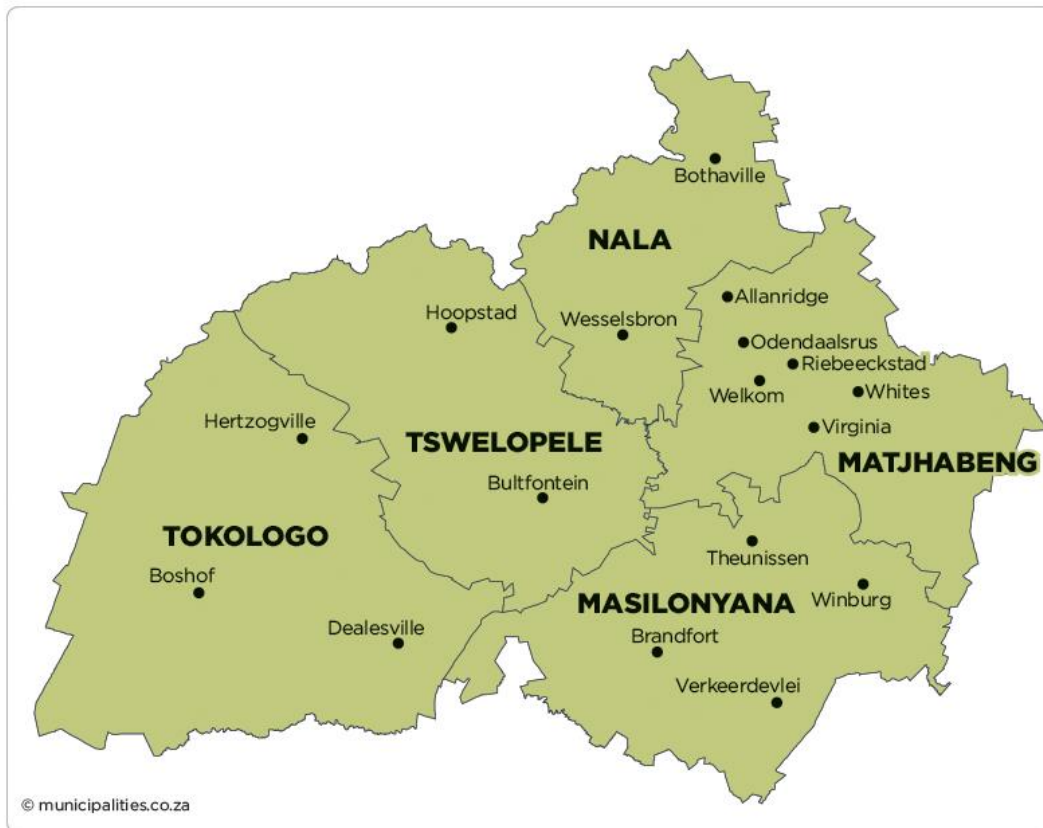 Bothaville
NALA
Allanridge
Hoopstad
Wesselsbron
Odendaalsrus
Riebeeckstad
Welkom
Whites
Hertzogville
Virginia
TSWELOPELE
MATJHABENG
Bultfontein
TOKOLOGO
Theunissen
Boshof
MASILONYANA
Winburg
Dealesville
Brandfort
Verkeerdevlei
© municipalities.co.za